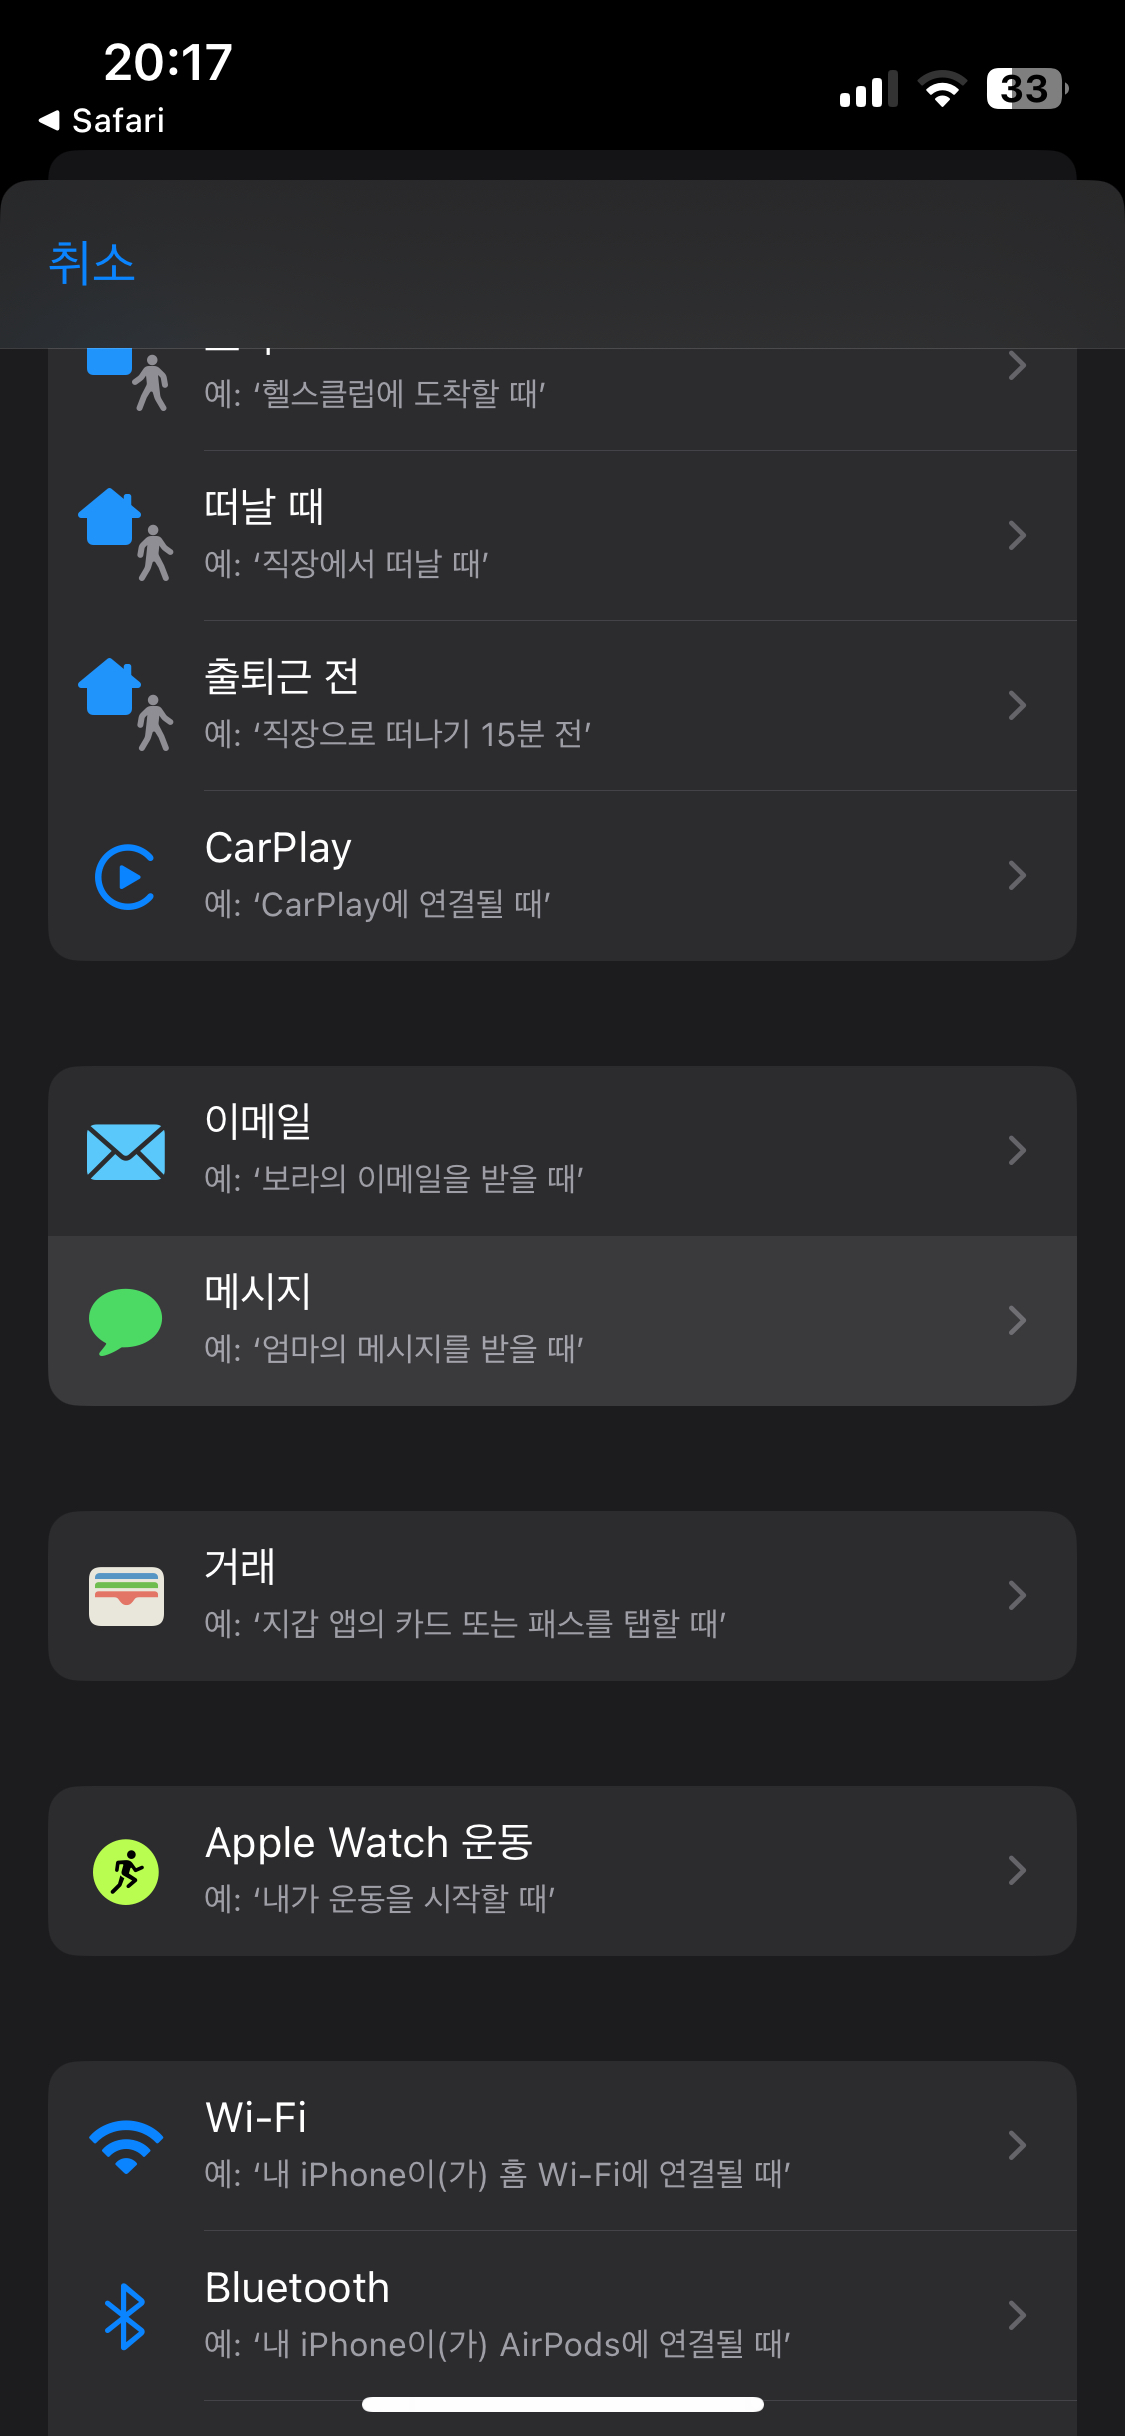 20:17
Safari
33
취소
예: ‘헬스클럽에 도착할 때’
떠날 때
예: ‘직장에서 떠날 때’
출퇴근 전
예: ‘직장으로 떠나기 15분 전’
CarPlay
예: ‘CarPlay에 연결될 때’
이메일
예: ‘보라의 이메일을 받을 때’
메시지
예: ‘엄마의 메시지를 받을 때’
거래
예: ‘지갑 앱의 카드 또는 패스를 탭할 때’
Apple Watch 운동
예: ‘내가 운동을 시작할 때’
Wi-Fi
예: ‘내 iPhone이(가) 홈 Wi-Fi에 연결될 때’
Bluetooth
예: ‘내 iPhone이(가) AirPods에 연결될 때’